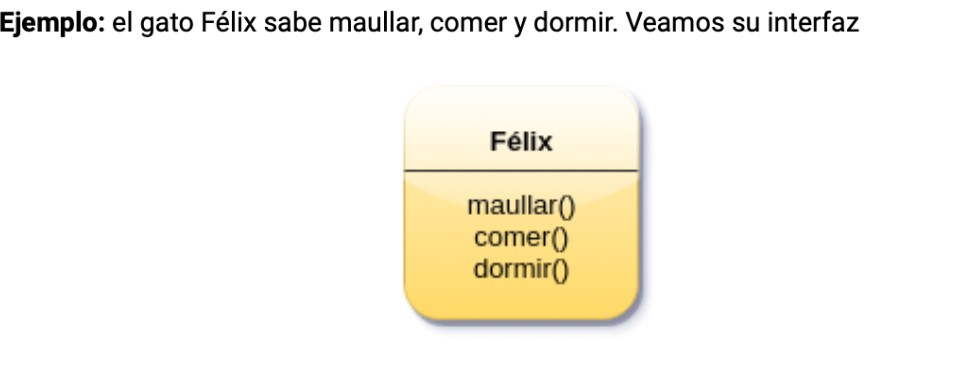 Ejemplo: el gato Félix sabe maullar, comer y dormir. Veamos su interfaz
Félix
maullar()
comer()
dormir()